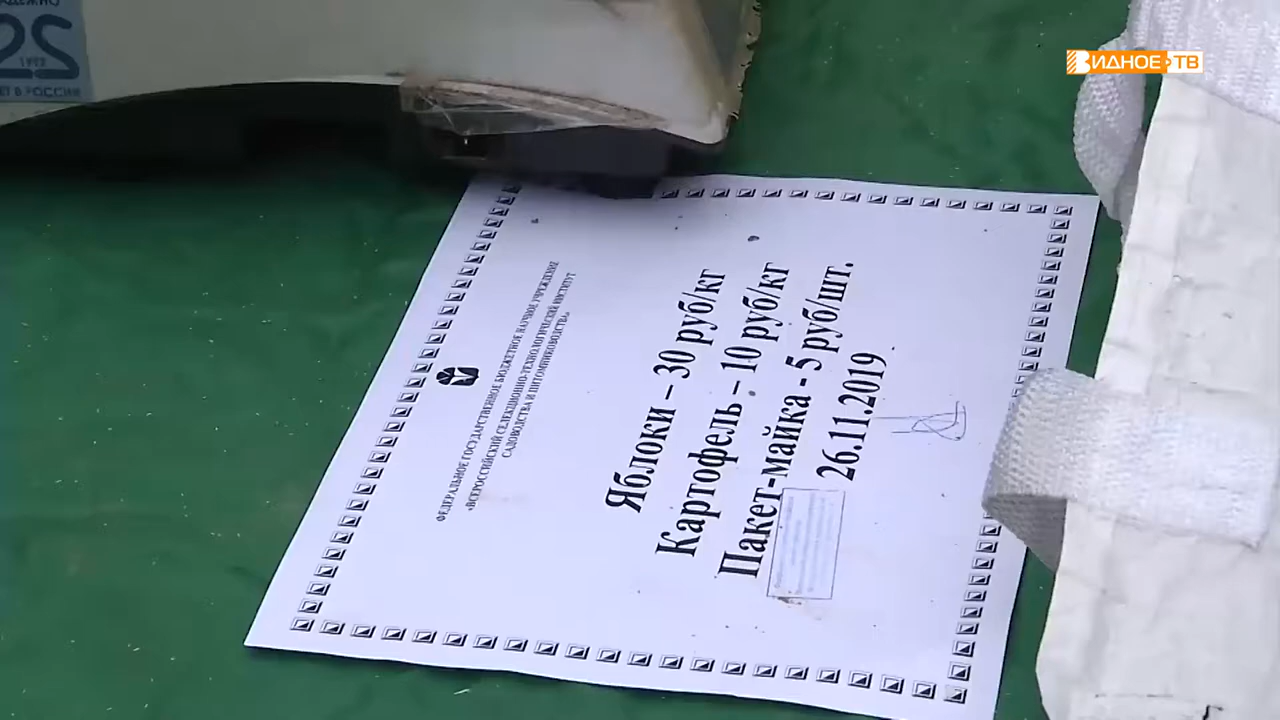 ВИДНОЕ ТВ
ФЕДЕРАЛЬНОЕ ГОСУДАРСТВЕННОЕ БЮДЖЕТНОЕ НАУЧНОЕ УЧРЕЖДЕНИЕ
«ВСЕРОССИЙСКИЙ СЕЛЕКЦИОННО-ТЕХНОЛОГИЧЕСКИЙ ИНСТИТУТ
САДОВОДСТВА И ПИТОМНИКОВОДСТВА»
Яблоки – 30 руб/кг
Картофель – 10 руб/кг
Пакет-майка - 5 руб/шт.
26.11.2019
В РОССИИ